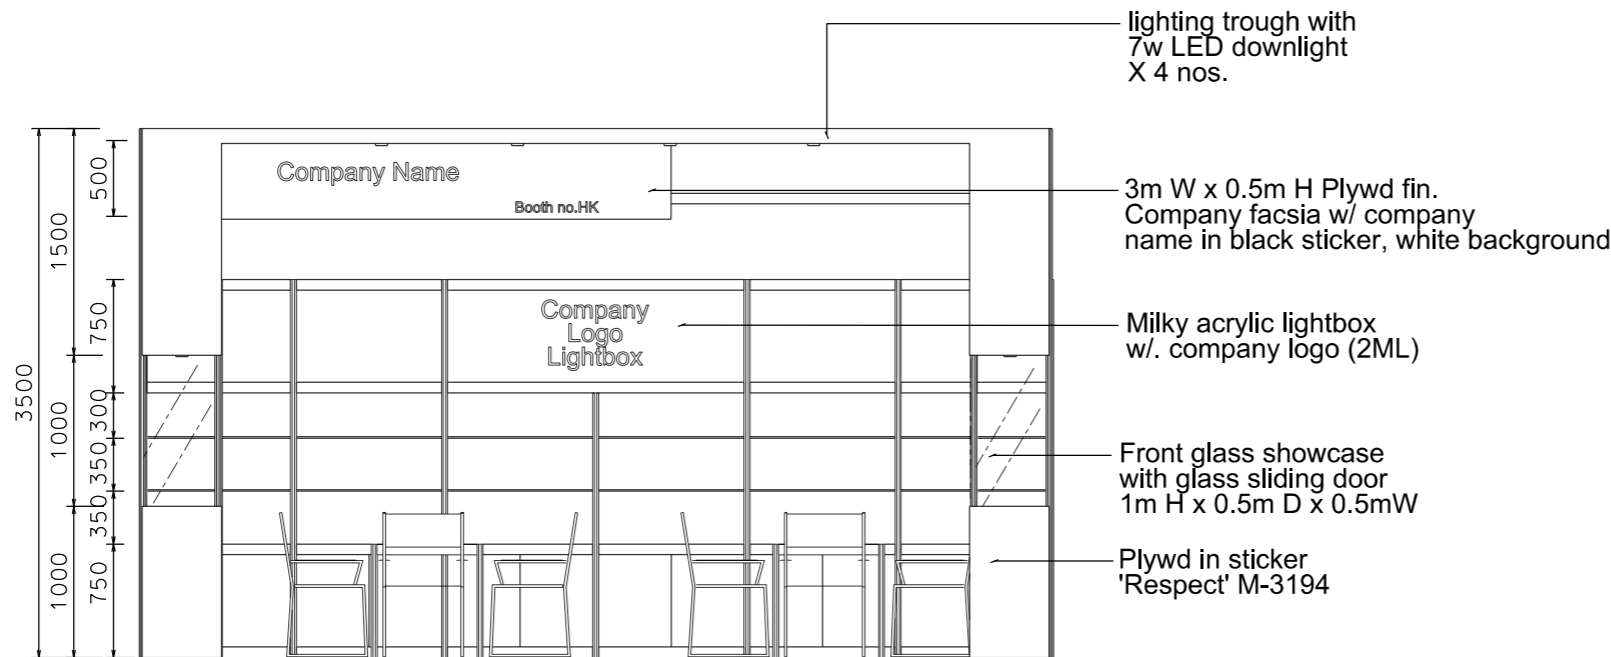 lighting trough with
7w LED downlight
X 4 nos.
Company Name
Booth no.HK
3m W x 0.5m H Plywd fin.
Company facsia w/ company
name in black sticker, white background
Company
Logo
Lightbox
Milky acrylic lightbox
w/. company logo (2ML)
Front glass showcase
with glass sliding door
1m H x 0.5m D x 0.5mW
Plywd in sticker
'Respect' M-3194
3500
1500
1000
1000
500
750
300
350
350
750